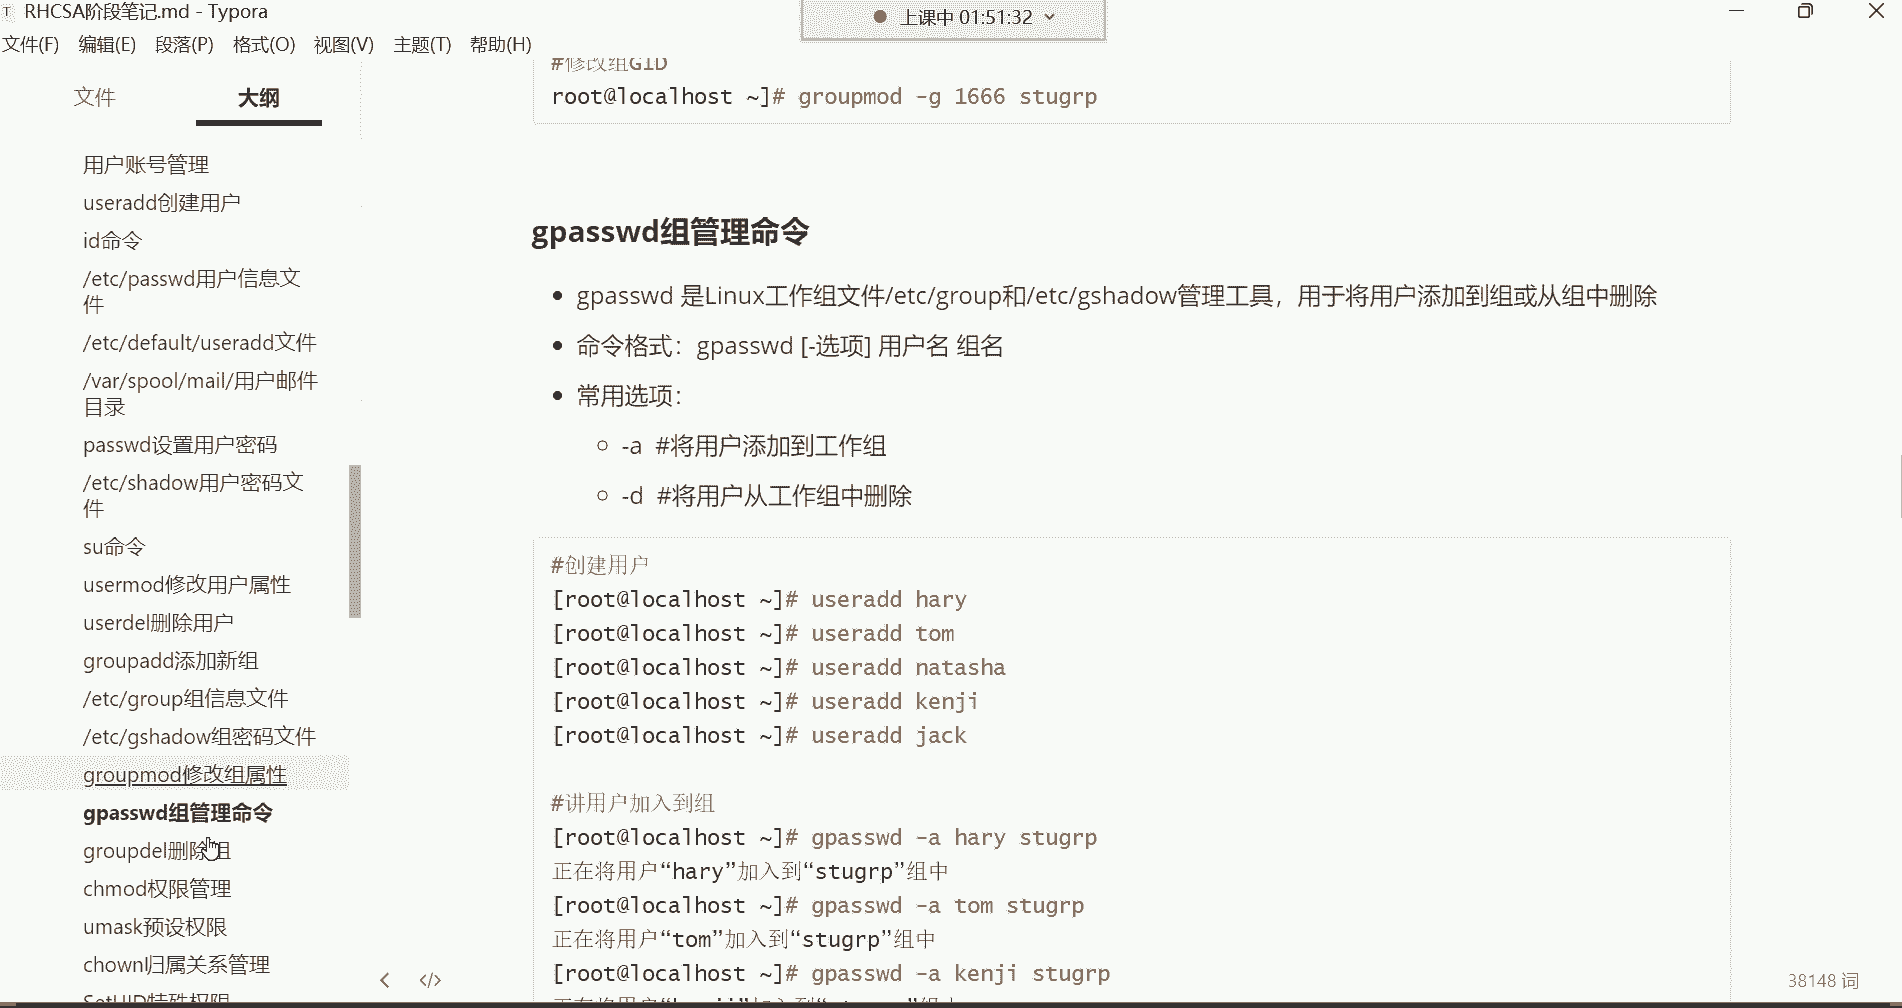 RHCSA阶段笔记.md - Typora
上课中 01:51:32
文件(F) 编辑(E) 段落(P) 格式(O) 视图(V) 主题(T) 帮助(H)
文件 大纲
用户账号管理
useradd创建用户
id命令
/etc/passwd用户信息文
件
/etc/default/useradd文件
/var/spool/mail/用户邮件
目录
passwd设置用户密码
/etc/shadow用户密码文
件
su命令
usermod修改用户属性
userdel删除用户
groupadd添加新组
/etc/group组信息文件
/etc/gshadow组密码文件
groupmod修改组属性
gpasswd组管理命令
groupdel删除组
chmod权限管理
umask预设权限
chown归属关系管理
SetUID特殊权限
#修改组GID
root@localhost ~]# groupmod -g 1666 stugrp
gpasswd组管理命令
gpasswd 是Linux工作组文件/etc/group和/etc/gshadow管理工具，用于将用户添加到组或从组中删除
命令格式：gpasswd [-选项] 用户名 组名
常用选项：
-a #将用户添加到工作组
-d #将用户从工作组中删除
#创建用户
[root@localhost ~]# useradd hary
[root@localhost ~]# useradd tom
[root@localhost ~]# useradd natasha
[root@localhost ~]# useradd kenji
[root@localhost ~]# useradd jack
#讲用户加入到组
[root@localhost ~]# gpasswd -a hary stugrp
正在将用户“hary”加入到“stugrp”组中
[root@localhost ~]# gpasswd -a tom stugrp
正在将用户“tom”加入到“stugrp”组中
[root@localhost ~]# gpasswd -a kenji stugrp
38148 词